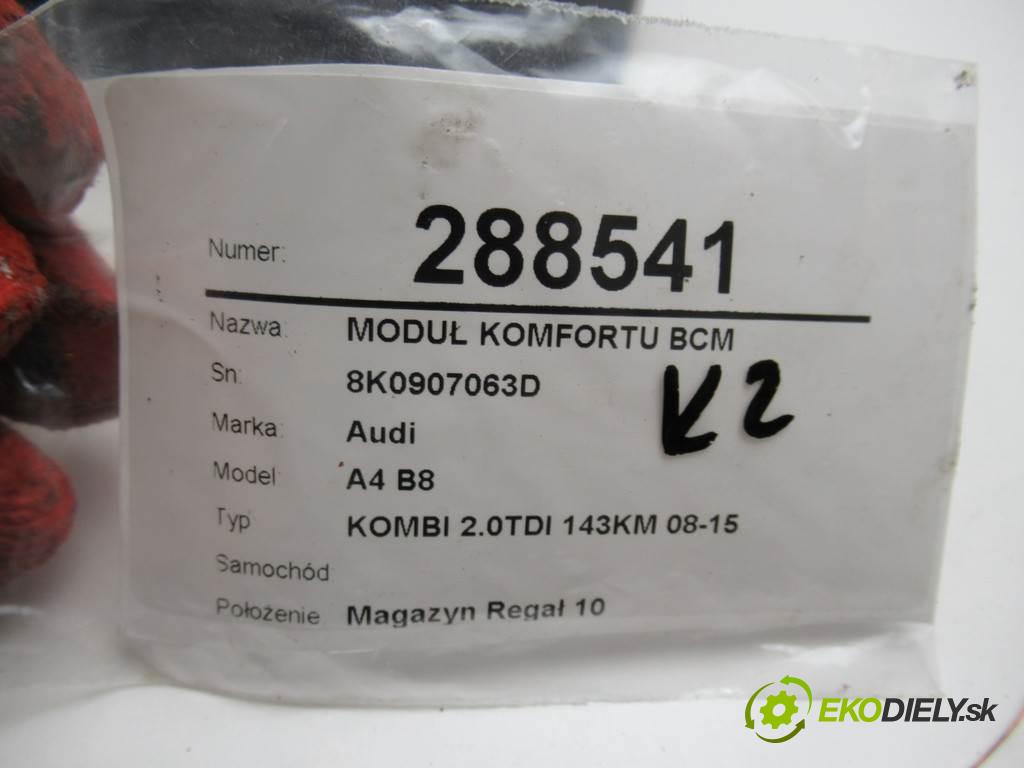 Numer: 288541
Nazwa: MODUŁ KOMFORTU BCM
Sn: 8K0907063D
Marka: Audi
K2
Model A4 B8
Typ KOMBI 2.0TDI 143KM 08-15
Samochód
Położenie Magazyn Regał 10
EKODIELY.sk